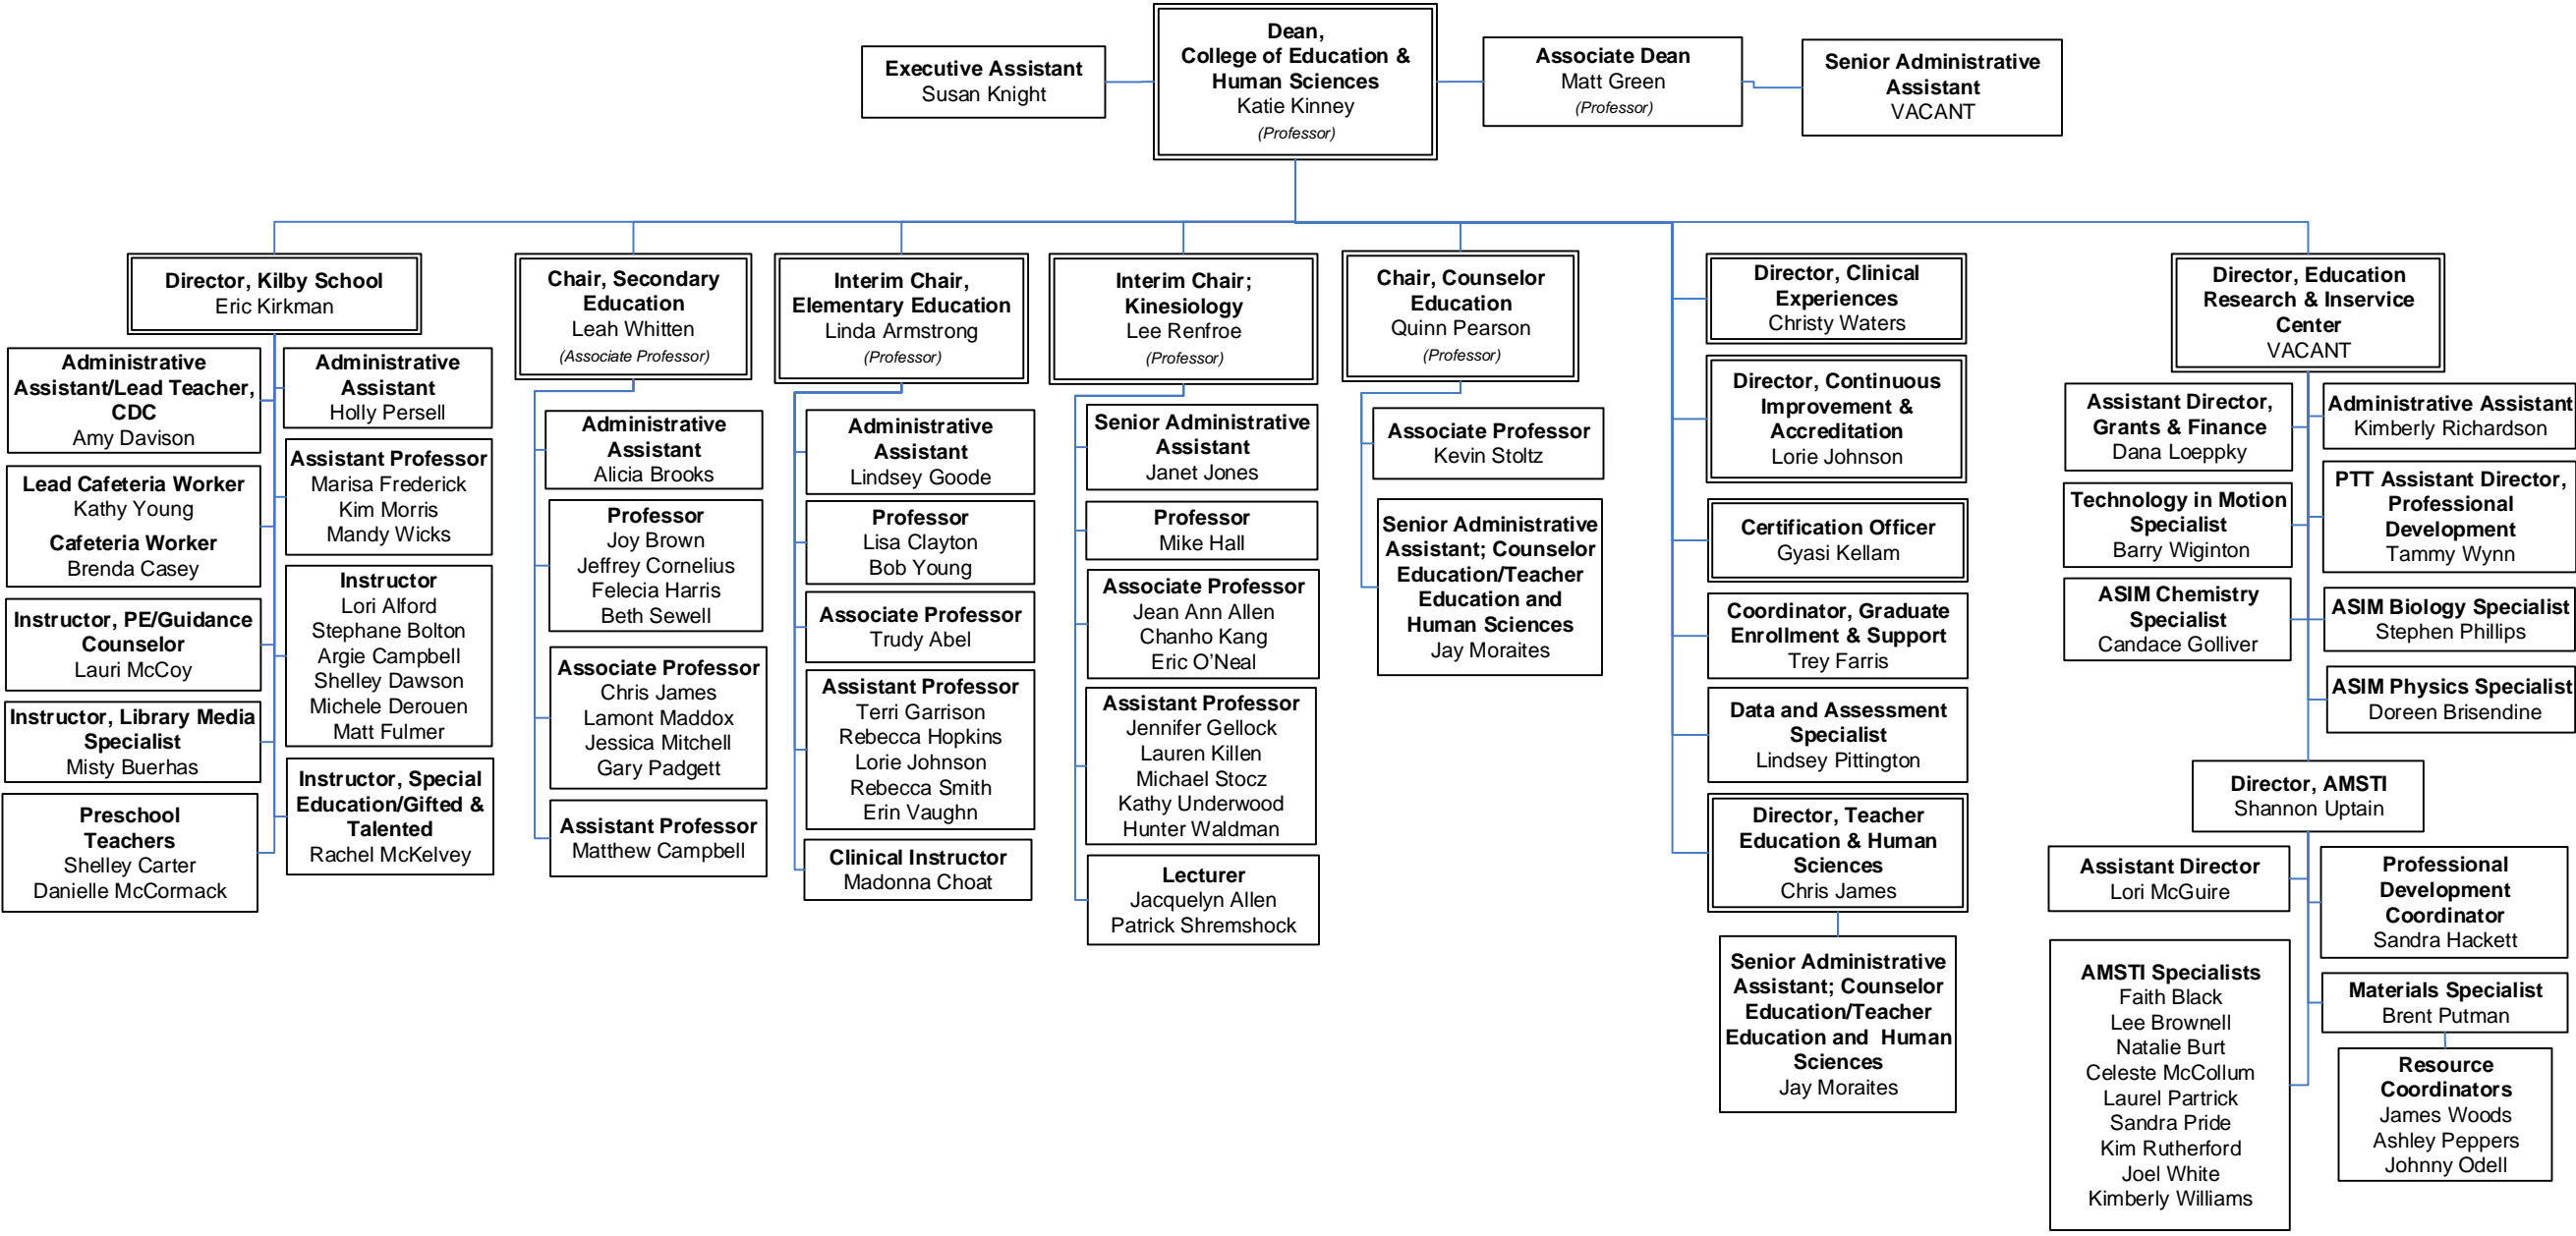 Dean,
College of Education &
Human Sciences
Katie Kinney
(Professor)
Executive Assistant
Susan Knight
Associate Dean
Matt Green
(Professor)
Senior Administrative
Assistant
VACANT
Director, Kilby School
Eric Kirkman
Administrative
Assistant/Lead Teacher,
CDC
Amy Davison
Lead Cafeteria Worker
Kathy Young
Cafeteria Worker
Brenda Casey
Instructor, PE/Guidance
Counselor
Lauri McCoy
Instructor, Library Media
Specialist
Misty Buerhas
Preschool
Teachers
Shelley Carter
Danielle McCormack
Administrative
Assistant
Holly Persell
Assistant Professor
Marisa Frederick
Kim Morris
Mandy Wicks
Instructor
Lori Alford
Stephane Bolton
Argie Campbell
Shelley Dawson
Michele Derouen
Matt Fulmer
Instructor, Special
Education/Gifted &
Talented
Rachel McKelvey
Chair, Secondary
Education
Leah Whitten
(Associate Professor)
Administrative
Assistant
Alicia Brooks
Professor
Joy Brown
Jeffrey Cornelius
Felecia Harris
Beth Sewell
Associate Professor
Chris James
Lamont Maddox
Jessica Mitchell
Gary Padgett
Assistant Professor
Matthew Campbell
Interim Chair,
Elementary Education
Linda Armstrong
(Professor)
Administrative
Assistant
Lindsey Goode
Professor
Lisa Clayton
Bob Young
Associate Professor
Trudy Abel
Assistant Professor
Terri Garrison
Rebecca Hopkins
Lorie Johnson
Rebecca Smith
Erin Vaughn
Clinical Instructor
Madonna Choat
Interim Chair;
Kinesiology
Lee Renfroe
(Professor)
Senior Administrative
Assistant
Janet Jones
Professor
Mike Hall
Associate Professor
Jean Ann Allen
Chanho Kang
Eric O’Neal
Assistant Professor
Jennifer Gellock
Lauren Killen
Michael Stocz
Kathy Underwood
Hunter Waldman
Lecturer
Jacquelyn Allen
Patrick Shremshock
Chair, Counselor
Education
Quinn Pearson
(Professor)
Associate Professor
Kevin Stoltz
Senior Administrative
Assistant; Counselor
Education/Teacher
Education and
Human Sciences
Jay Moraites
Director, Clinical
Experiences
Christy Waters
Director, Continuous
Improvement &
Accreditation
Lorie Johnson
Certification Officer
Gyasi Kellam
Coordinator, Graduate
Enrollment & Support
Trey Farris
Data and Assessment
Specialist
Lindsey Pittington
Director, Teacher
Education & Human
Sciences
Chris James
Senior Administrative
Assistant; Counselor
Education/Teacher
Education and Human
Sciences
Jay Moraites
Director, Education
Research & Inservice
Center
VACANT
Assistant Director,
Grants & Finance
Dana Loeppky
Technology in Motion
Specialist
Barry Wiginton
ASIM Chemistry
Specialist
Candace Golliver
Administrative Assistant
Kimberly Richardson
PTT Assistant Director,
Professional
Development
Tammy Wynn
ASIM Biology Specialist
Stephen Phillips
ASIM Physics Specialist
Doreen Brisendine
Director, AMSTI
Shannon Uptain
Assistant Director
Lori McGuire
AMSTI Specialists
Faith Black
Lee Brownell
Natalie Burt
Celeste McCollum
Laurel Partrick
Sandra Pride
Kim Rutherford
Joel White
Kimberly Williams
Professional
Development
Coordinator
Sandra Hackett
Materials Specialist
Brent Putman
Resource
Coordinators
James Woods
Ashley Peppers
Johnny Odell